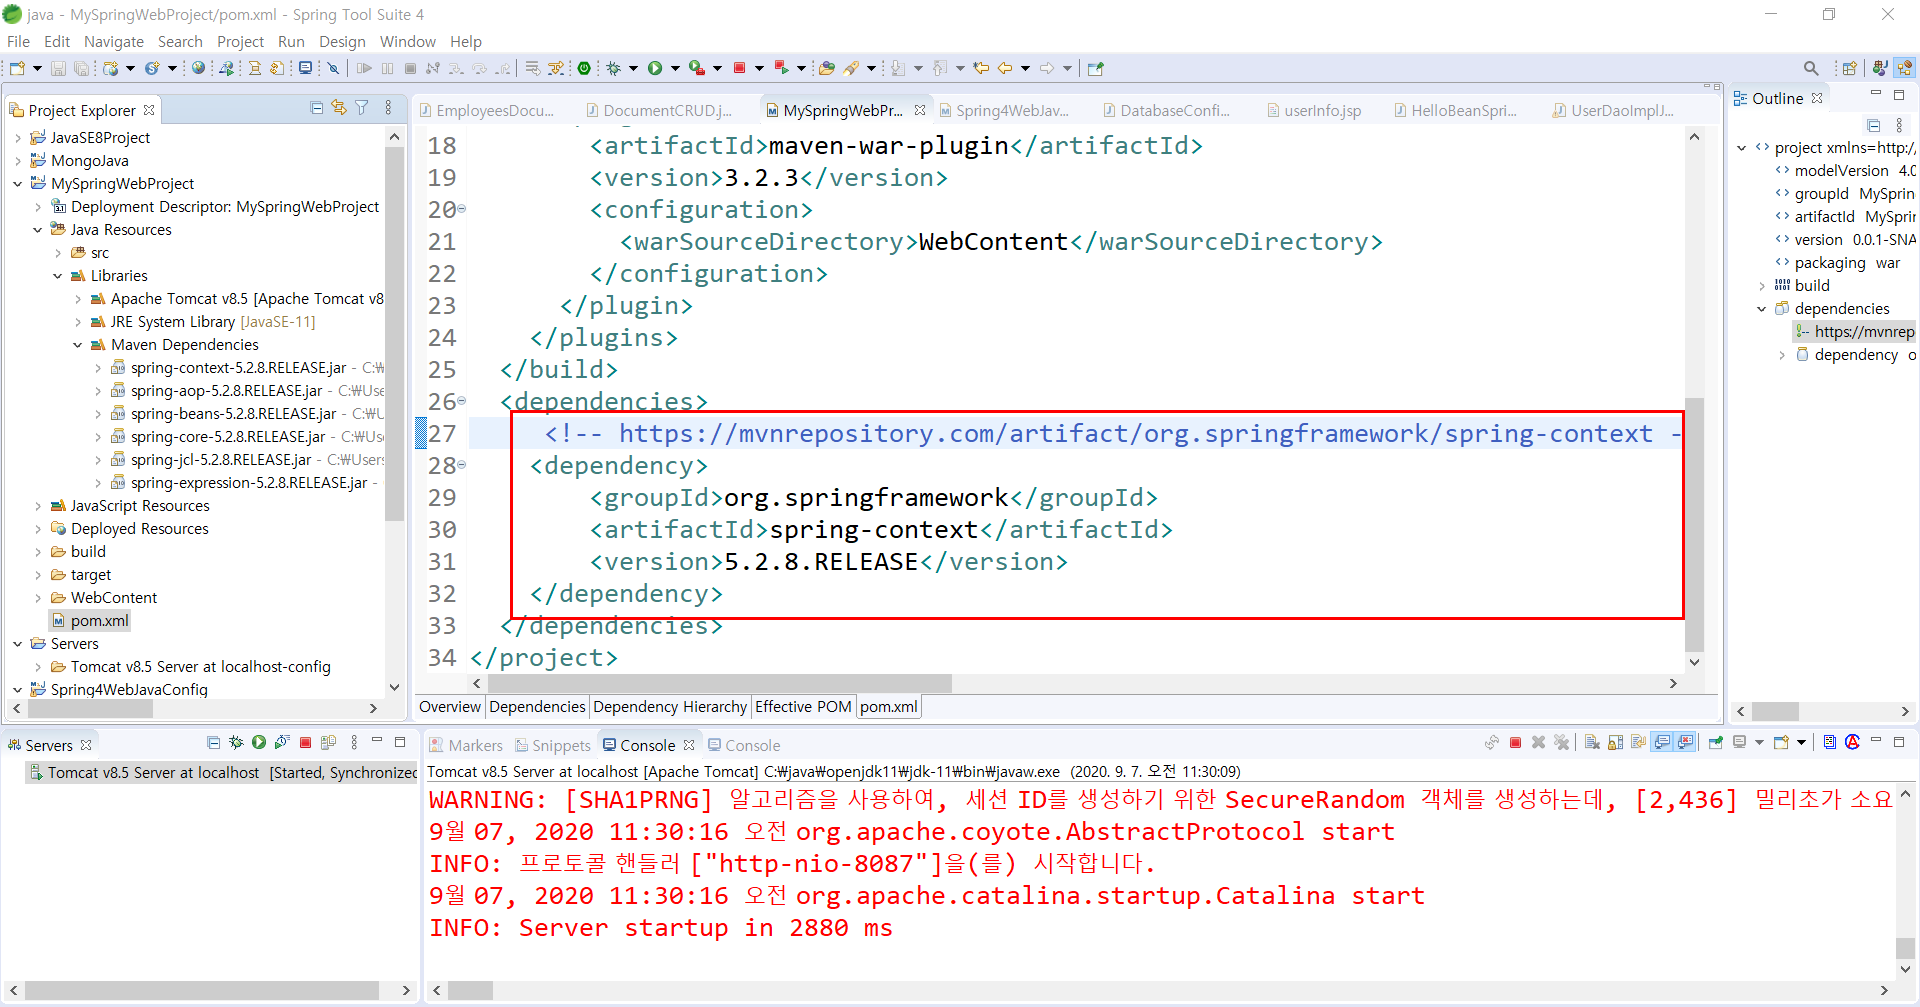 java - MySpringWebProject/pom.xml - Spring Tool Suite 4
File Edit Navigate Search Project Run Design Window Help
Project Explorer
JavaSE8Project
MongoJava
MySpringWebProject
Deployment Descriptor: MySpringWebProject
Java Resources
src
Libraries
Apache Tomcat v8.5 [Apache Tomcat v8
JRE System Library [JavaSE-11]
Maven Dependencies
spring-context-5.2.8.RELEASE.jar - C:₩
spring-aop-5.2.8.RELEASE.jar - C:₩Use
spring-beans-5.2.8.RELEASE.jar - C:₩U
spring-core-5.2.8.RELEASE.jar - C:₩Us
spring-jcl-5.2.8.RELEASE.jar - C:₩Users
spring-expression-5.2.8.RELEASE.jar -
JavaScript Resources
Deployed Resources
build
target
WebContent
pom.xml
Servers
Tomcat v8.5 Server at localhost-config
Spring4WebJavaConfig
EmployeesDocu... DocumentCRUD.j... MySpringWebPr... Spring4WebJav... DatabaseConfi... userInfo.jsp HelloBeanSpri... UserDaoImplJ...
18 <artifactId>maven-war-plugin</artifactId>
19 <version>3.2.3</version>
20 <configuration>
21 <warSourceDirectory>WebContent</warSourceDirectory>
22 </configuration>
23 </plugin>
24 </plugins>
25 </build>
26 <dependencies>
27 <!-- https://mvnrepository.com/artifact/org.springframework/spring-context -
28 <dependency>
29 <groupId>org.springframework</groupId>
30 <artifactId>spring-context</artifactId>
31 <version>5.2.8.RELEASE</version>
32 </dependency>
33 </dependencies>
34 </project>
Overview Dependencies Dependency Hierarchy Effective POM pom.xml
Outline
project xmlns=http:/
modelVersion 4.0
groupId MySprin
artifactId MySpri
version 0.0.1-SNA
packaging war
build
dependencies
https://mvnrep
dependency o
Servers
Tomcat v8.5 Server at localhost [Started, Synchronized
Markers Snippets Console Console
Tomcat v8.5 Server at localhost [Apache Tomcat] C:₩java₩openjdk11₩jdk-11₩bin₩javaw.exe (2020. 9. 7. 오전 11:30:09)
WARNING: [SHA1PRNG] 알고리즘을 사용하여, 세션 ID를 생성하기 위한 SecureRandom 객체를 생성하는데, [2,436] 밀리초가 소요
9월 07, 2020 11:30:16 오전 org.apache.coyote.AbstractProtocol start
INFO: 프로토콜 핸들러 ["http-nio-8087"]을(를) 시작합니다.
9월 07, 2020 11:30:16 오전 org.apache.catalina.startup.Catalina start
INFO: Server startup in 2880 ms